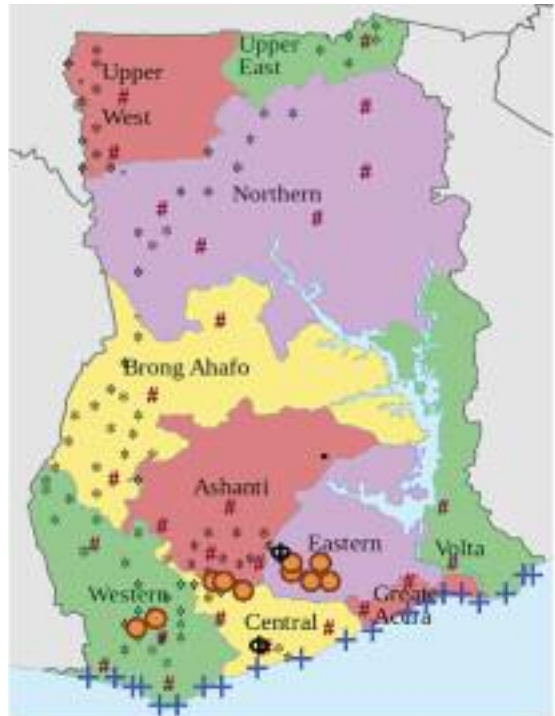 Upper
West
Upper
East
Northern
Brong Ahafo
Ashanti
Eastern
Volta
Western
Greater
Accra
Central